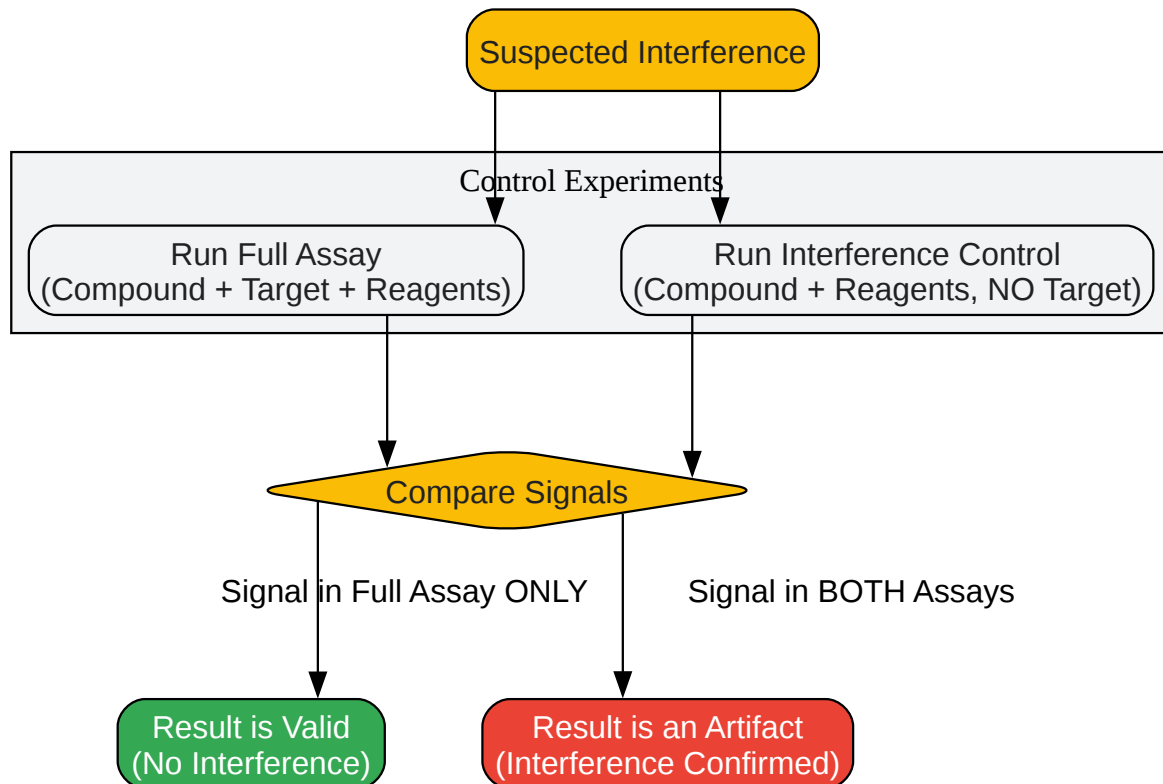 Suspected Interference
Control Experiments
Run Full Assay
(Compound + Target + Reagents)
Run Interference Control
(Compound + Reagents, NO Target)
Compare Signals
Signal in Full Assay ONLY
Signal in BOTH Assays
Result is Valid
(No Interference)
Result is an Artifact
(Interference Confirmed)